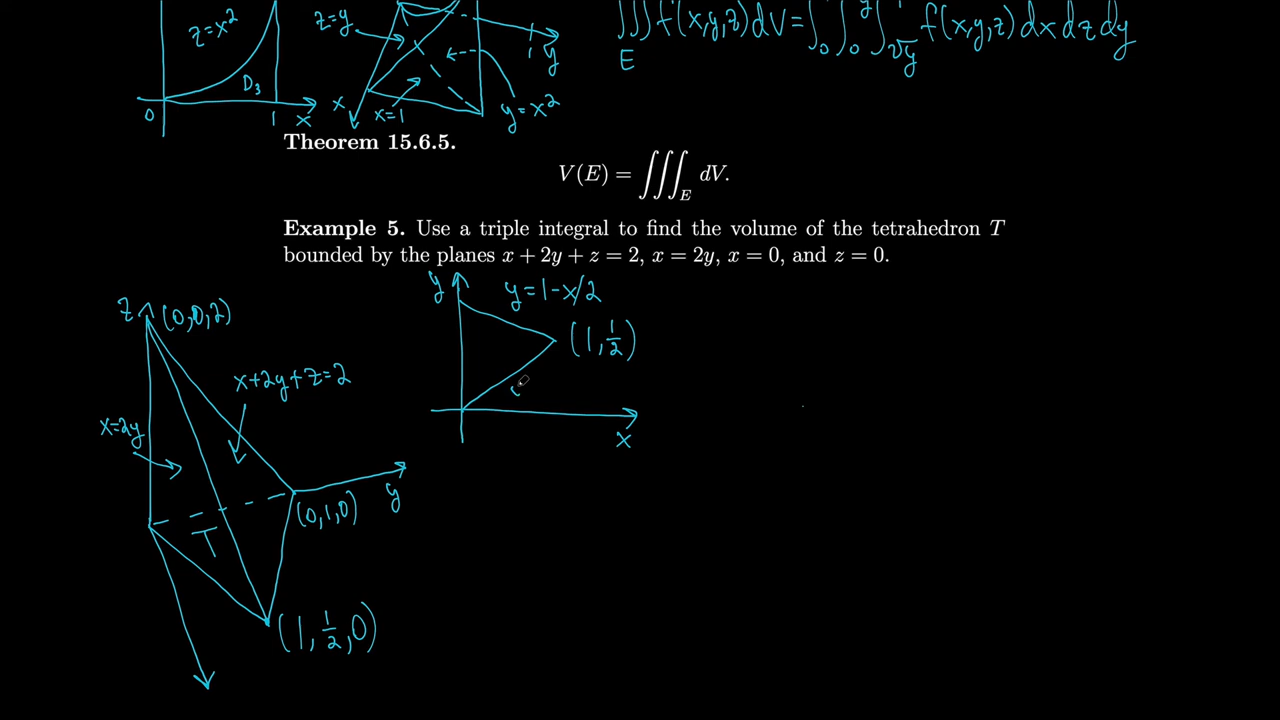 z=x²
D₃
0
1
x
z=y
x
x=1
y=x²
1
y
∭_E f(x,y,z)dV=∫₀ ∫₀^y ∫_√y f(x,y,z)dx dz dy
Theorem 15.6.5.
V(E) = ∭_E dV.
Example 5. Use a triple integral to find the volume of the tetrahedron T
bounded by the planes x + 2y + z = 2, x = 2y, x = 0, and z = 0.
z
(0,0,2)
x+2y+z=2
x=2y
T
(0,1,0)
y
(1,½,0)
y
y=1-x/2
(1,½)
x